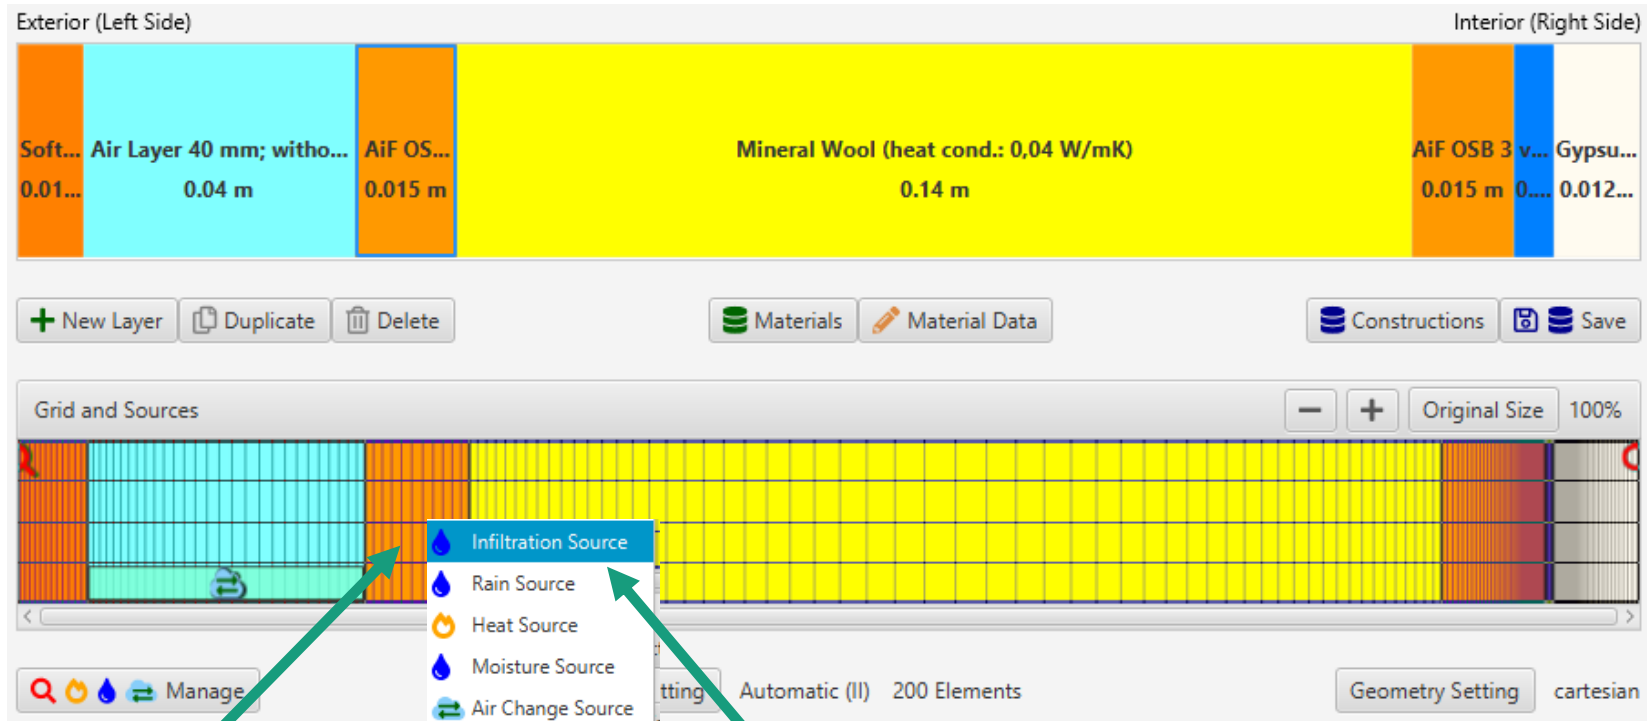 Exterior (Left Side) Interior (Right Side)
Soft... Air Layer 40 mm; witho... AiF OS... Mineral Wool (heat cond.: 0,04 W/mK) AiF OSB 3 v... Gypsu...
0.01... 0.04 m 0.015 m 0.14 m 0.015 m 0.... 0.012...
New Layer Duplicate Delete Materials Material Data Constructions Save
Grid and Sources Original Size 100%
Infiltration Source
Rain Source
Heat Source
Moisture Source
Manage tting Automatic (II) 200 Elements Geometry Setting cartesian
Air Change Source